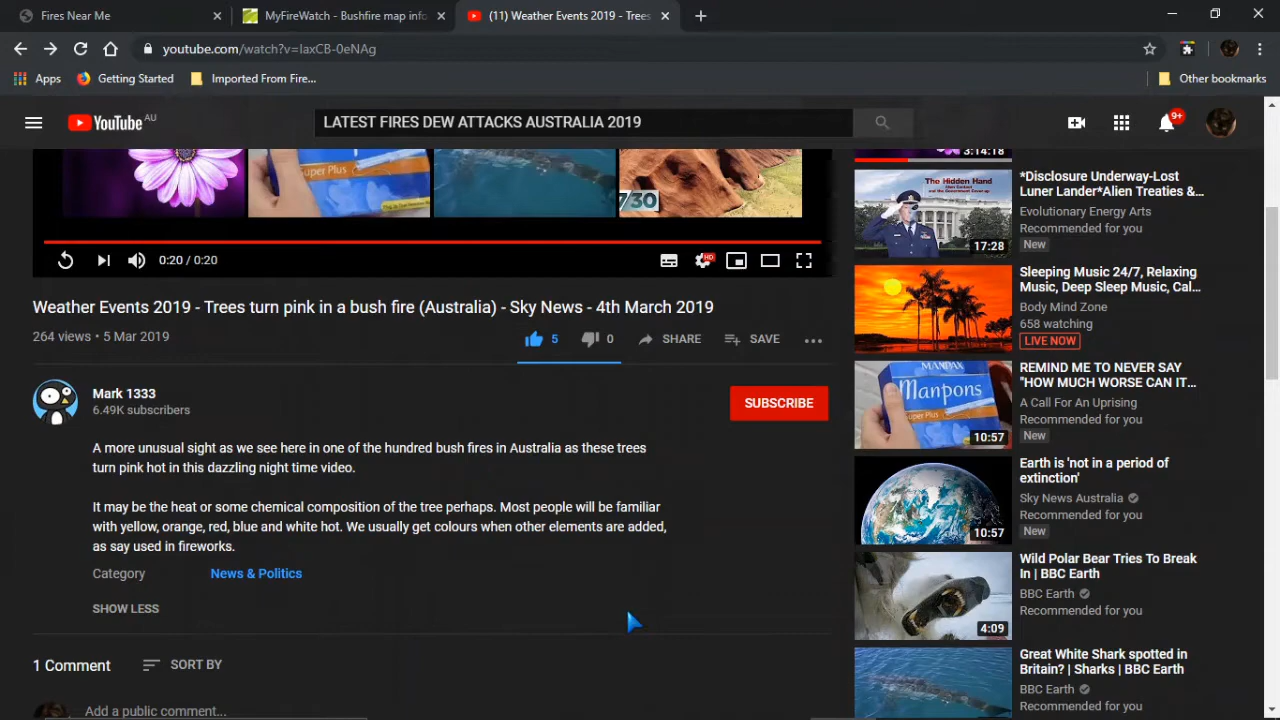 Fires Near Me
MyFireWatch - Bushfire map info
(11) Weather Events 2019 - Trees
youtube.com/watch?v=laxCB-0eNAg
Apps
Getting Started
Imported From Fire...
Other bookmarks
YouTube AU
LATEST FIRES DEW ATTACKS AUSTRALIA 2019
9+
Super Plus
7.30
0:20 / 0:20
HD
Weather Events 2019 - Trees turn pink in a bush fire (Australia) - Sky News - 4th March 2019
264 views • 5 Mar 2019
5
0
SHARE
SAVE
Mark 1333
6.49K subscribers
SUBSCRIBE
A more unusual sight as we see here in one of the hundred bush fires in Australia as these trees
turn pink hot in this dazzling night time video.
It may be the heat or some chemical composition of the tree perhaps. Most people will be familiar
with yellow, orange, red, blue and white hot. We usually get colours when other elements are added,
as say used in fireworks.
Category
News & Politics
SHOW LESS
1 Comment
SORT BY
Add a public comment...
3:14:18
The Hidden Hand
17:28
*Disclosure Underway-Lost
Luner Lander*Alien Treaties &...
Evolutionary Energy Arts
Recommended for you
New
Sleeping Music 24/7, Relaxing
Music, Deep Sleep Music, Cal...
Body Mind Zone
658 watching
LIVE NOW
MANPAX
Manpons
Super Plus
10:57
REMIND ME TO NEVER SAY
"HOW MUCH WORSE CAN IT...
A Call For An Uprising
Recommended for you
New
10:57
Earth is 'not in a period of
extinction'
Sky News Australia
Recommended for you
New
4:09
Wild Polar Bear Tries To Break
In | BBC Earth
BBC Earth
Recommended for you
Great White Shark spotted in
Britain? | Sharks | BBC Earth
BBC Earth
Recommended for you